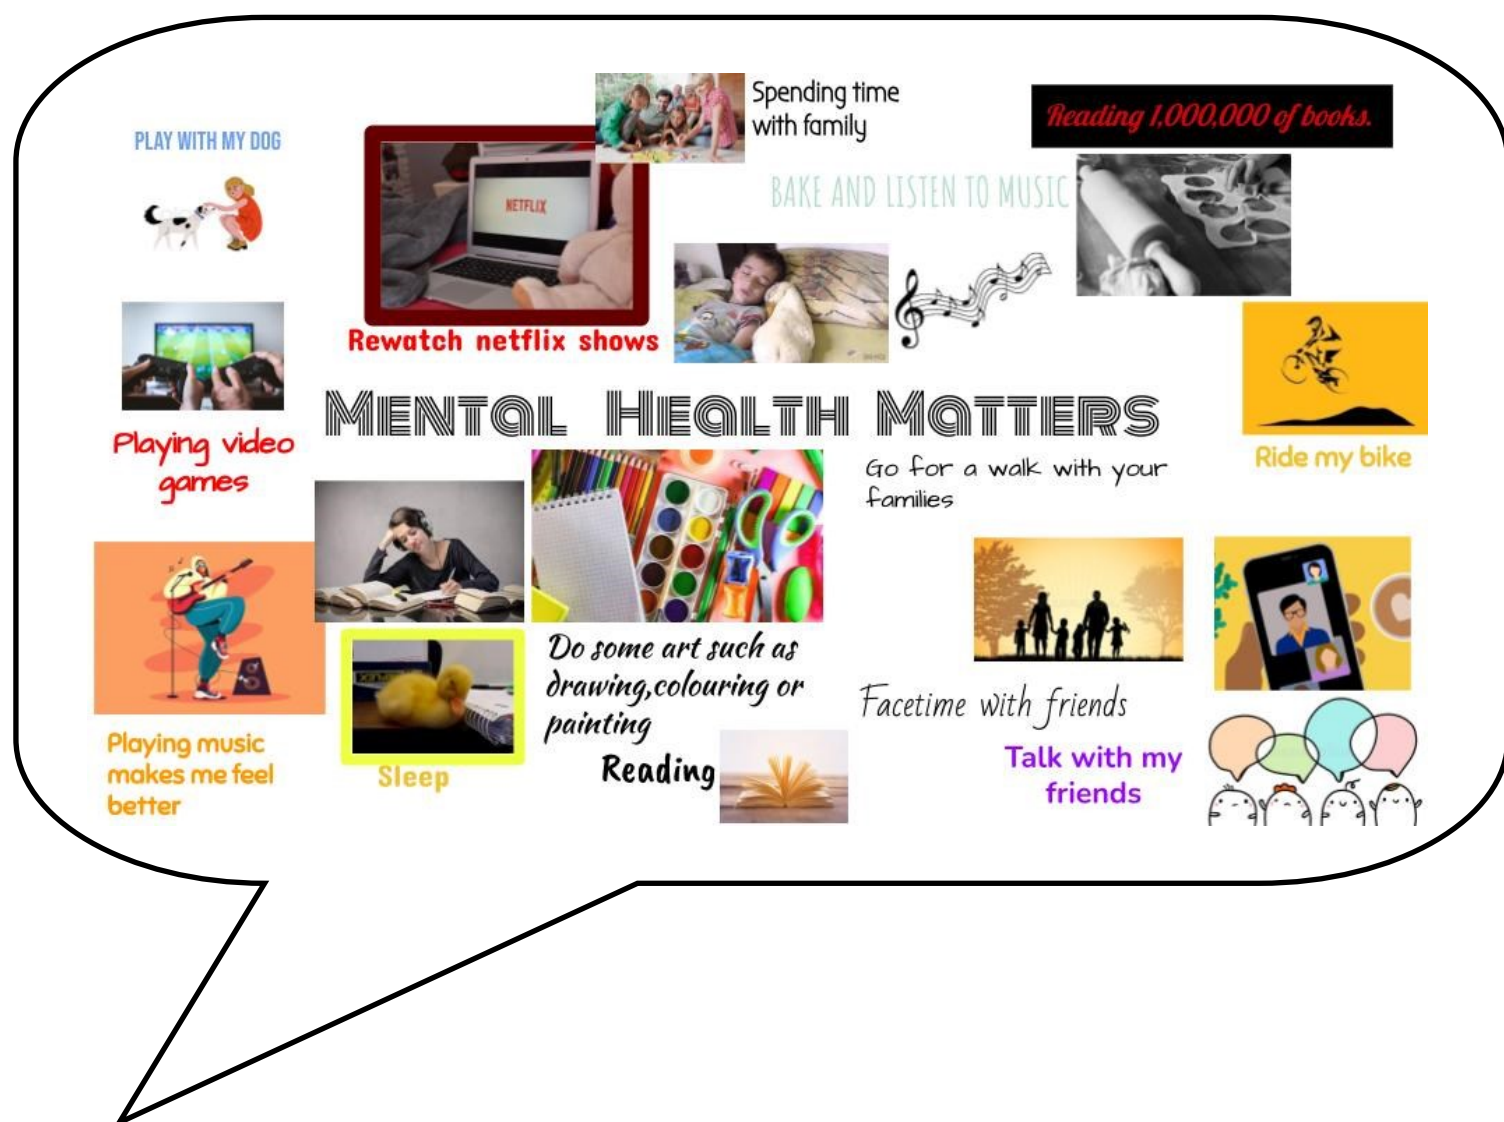 Spending time
with family
Reading 1,000,000 of books.
PLAY WITH MY DOG
NETFLIX
BAKE AND LISTEN TO MUSIC
Rewatch netflix shows
MENTAL HEALTH MATTERS
Playing video
games
Go for a walk with your
families
Ride my bike
Do some art such as
drawing,colouring or
painting
Facetime with friends
Playing music
makes me feel
better
Sleep
Reading
Talk with my
friends